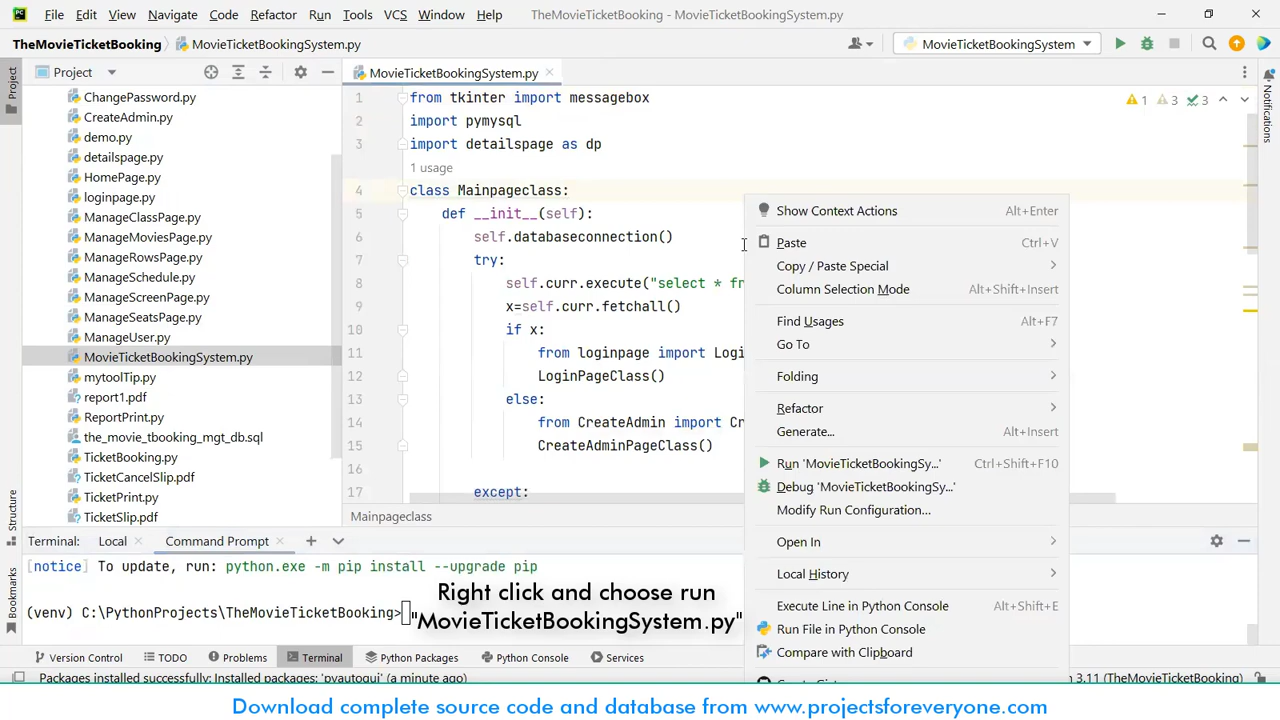 File Edit View Navigate Code Refactor Run Tools VCS Window Help TheMovieTicketBooking - MovieTicketBookingSystem.py
TheMovieTicketBooking MovieTicketBookingSystem.py MovieTicketBookingSystem
Project MovieTicketBookingSystem.py
Project
Structure
Bookmarks
Notifications
ChangePassword.py
CreateAdmin.py
demo.py
detailspage.py
HomePage.py
loginpage.py
ManageClassPage.py
ManageMoviesPage.py
ManageRowsPage.py
ManageSchedule.py
ManageScreenPage.py
ManageSeatsPage.py
ManageUser.py
MovieTicketBookingSystem.py
mytoolTip.py
report1.pdf
ReportPrint.py
the_movie_tbooking_mgt_db.sql
TicketBooking.py
TicketCancelSlip.pdf
TicketPrint.py
TicketSlip.pdf
1 from tkinter import messagebox
2 import pymysql
3 import detailspage as dp
1 usage
4 class Mainpageclass:
5 def __init__(self):
6 self.databaseconnection()
7 try:
8 self.curr.execute("select * fr
9 x=self.curr.fetchall()
10 if x:
11 from loginpage import Logi
12 LoginPageClass()
13 else:
14 from CreateAdmin import Cr
15 CreateAdminPageClass()
16
17 except:
1 3 3
Mainpageclass
Show Context Actions Alt+Enter
Paste Ctrl+V
Copy / Paste Special
Column Selection Mode Alt+Shift+Insert
Find Usages Alt+F7
Go To
Folding
Refactor
Generate... Alt+Insert
Run 'MovieTicketBookingSy...' Ctrl+Shift+F10
Debug 'MovieTicketBookingSy...'
Modify Run Configuration...
Open In
Local History
Execute Line in Python Console Alt+Shift+E
Run File in Python Console
Compare with Clipboard
Terminal: Local Command Prompt
[notice] To update, run: python.exe -m pip install --upgrade pip
(venv) C:\PythonProjects\TheMovieTicketBooking>
Right click and choose run
"MovieTicketBookingSystem.py"
Version Control TODO Problems Terminal Python Packages Python Console Services
Packages installed successfully: Installed packages: 'pyautogui' (a minute ago) 3.11 (TheMovieTicketBooking)
Download complete source code and database from www.projectsforeveryone.com